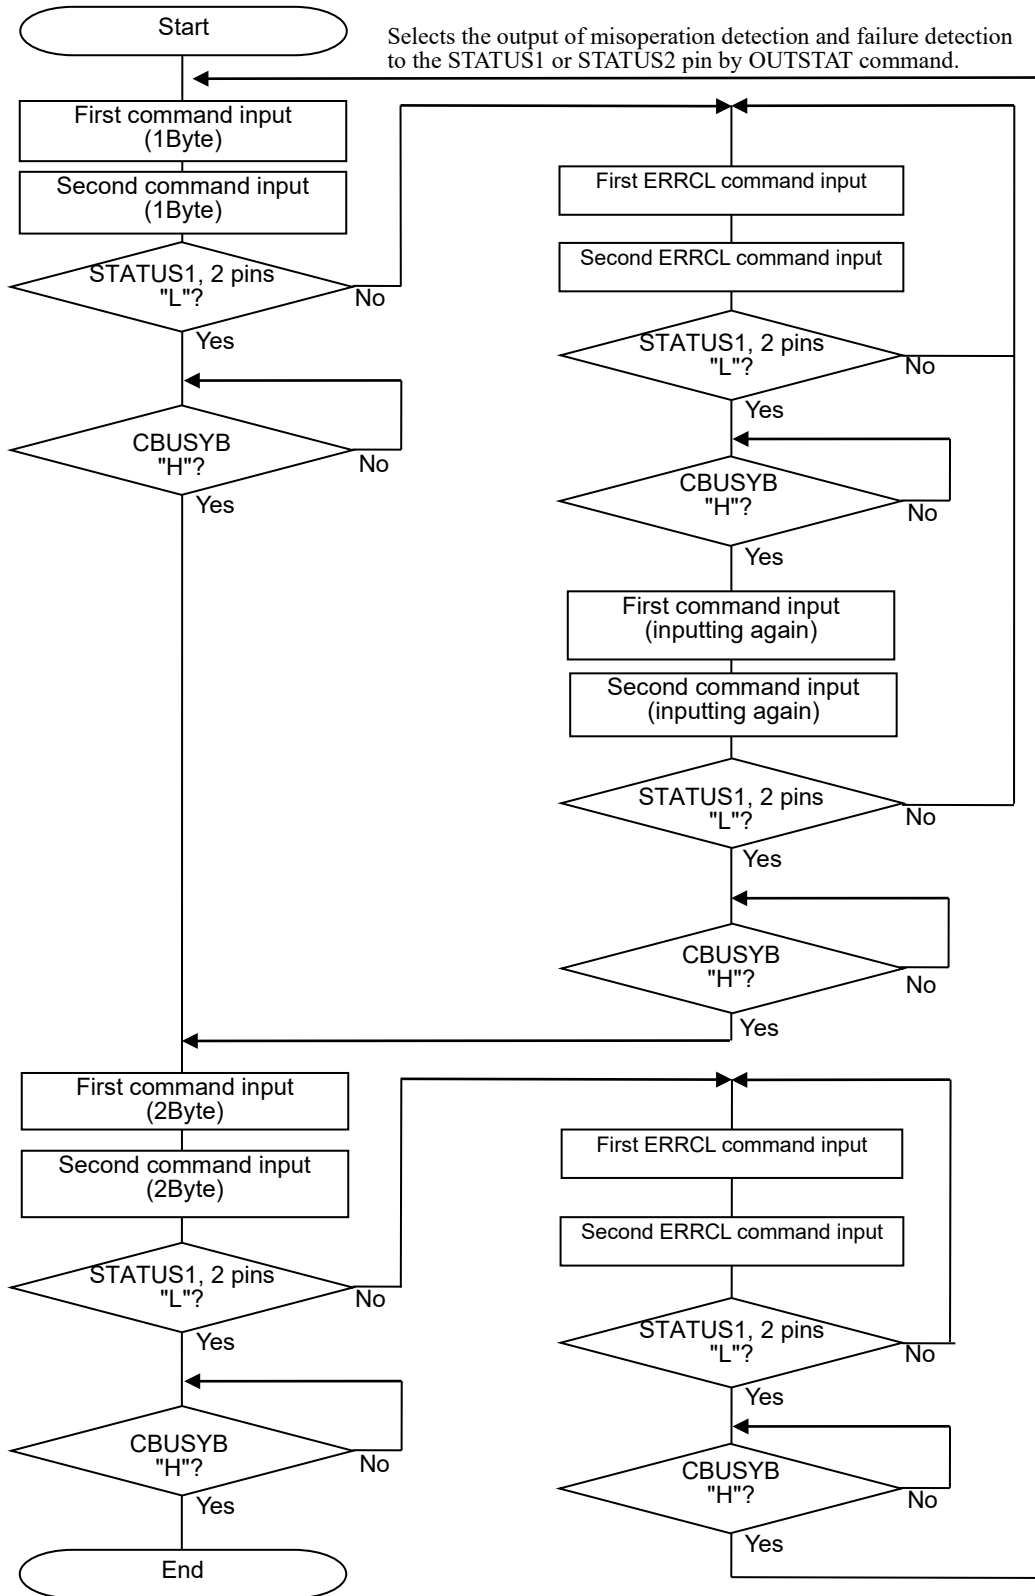 Start
Selects the output of misoperation detection and failure detection
to the STATUS1 or STATUS2 pin by OUTSTAT command.
First command input
(1Byte)
Second command input
(1Byte)
STATUS1, 2 pins
"L"?
No
Yes
CBUSYB
"H"?
No
Yes
First ERRCL command input
Second ERRCL command input
STATUS1, 2 pins
"L"?
No
Yes
CBUSYB
"H"?
No
Yes
First command input
(inputting again)
Second command input
(inputting again)
STATUS1, 2 pins
"L"?
No
Yes
CBUSYB
"H"?
No
Yes
First command input
(2Byte)
Second command input
(2Byte)
STATUS1, 2 pins
"L"?
No
Yes
CBUSYB
"H"?
No
Yes
End
First ERRCL command input
Second ERRCL command input
STATUS1, 2 pins
"L"?
No
Yes
CBUSYB
"H"?
No
Yes